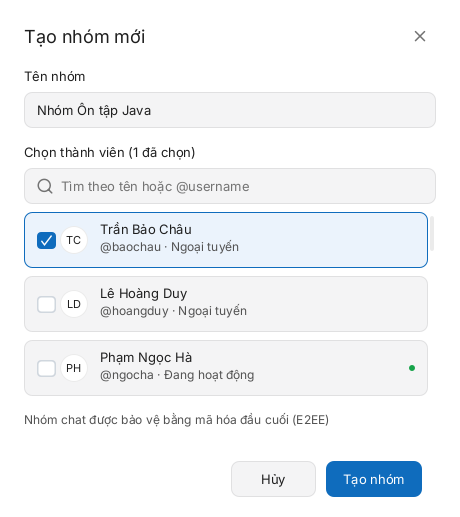 Tạo nhóm mới
Tên nhóm
Nhóm Ôn tập Java
Chọn thành viên (1 đã chọn)
Tìm theo tên hoặc @username
TC
Trần Bảo Châu
@baochau · Ngoại tuyến
LD
Lê Hoàng Duy
@hoangduy · Ngoại tuyến
PH
Phạm Ngọc Hà
@ngocha · Đang hoạt động
Nhóm chat được bảo vệ bằng mã hóa đầu cuối (E2EE)
Hủy
Tạo nhóm